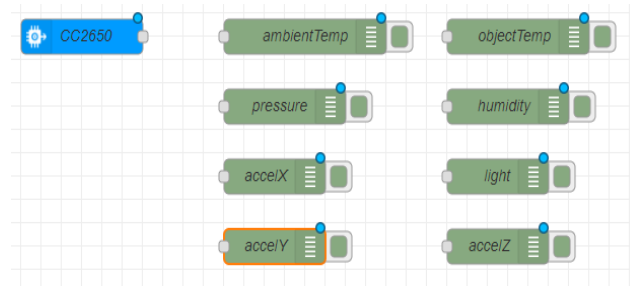 CC2650 ambientTemp objectTemp
pressure humidity
accelX light
accelY accelZ